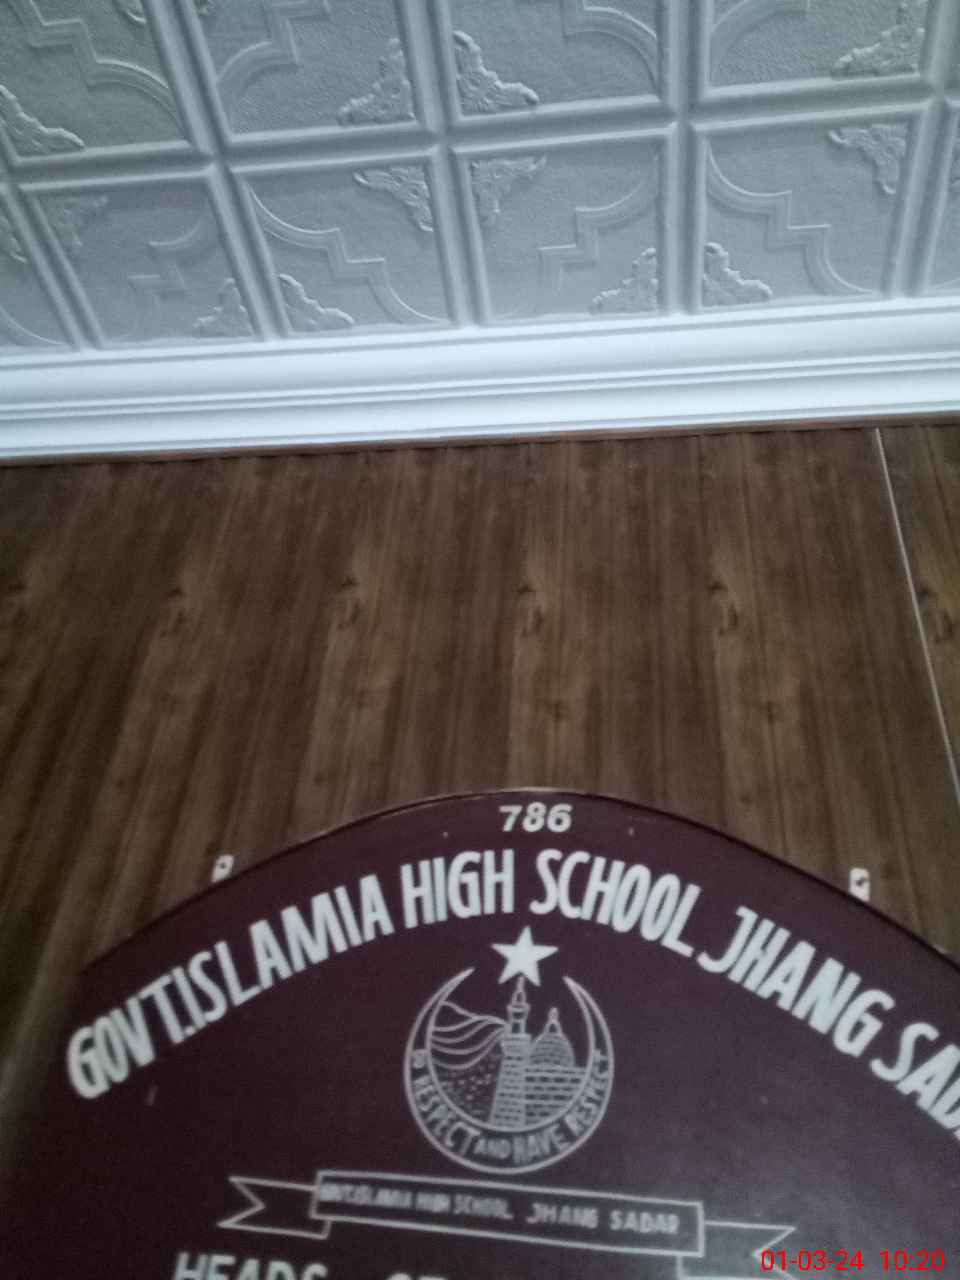 786
GOVT.ISLAMIA HIGH SCHOOL JHANG SADA
RESPECT AND HAVE RESPECT
GOVT.ISLAMIA HIGH SCHOOL JHANG SADAR
HEADS
01-03-24 10:20